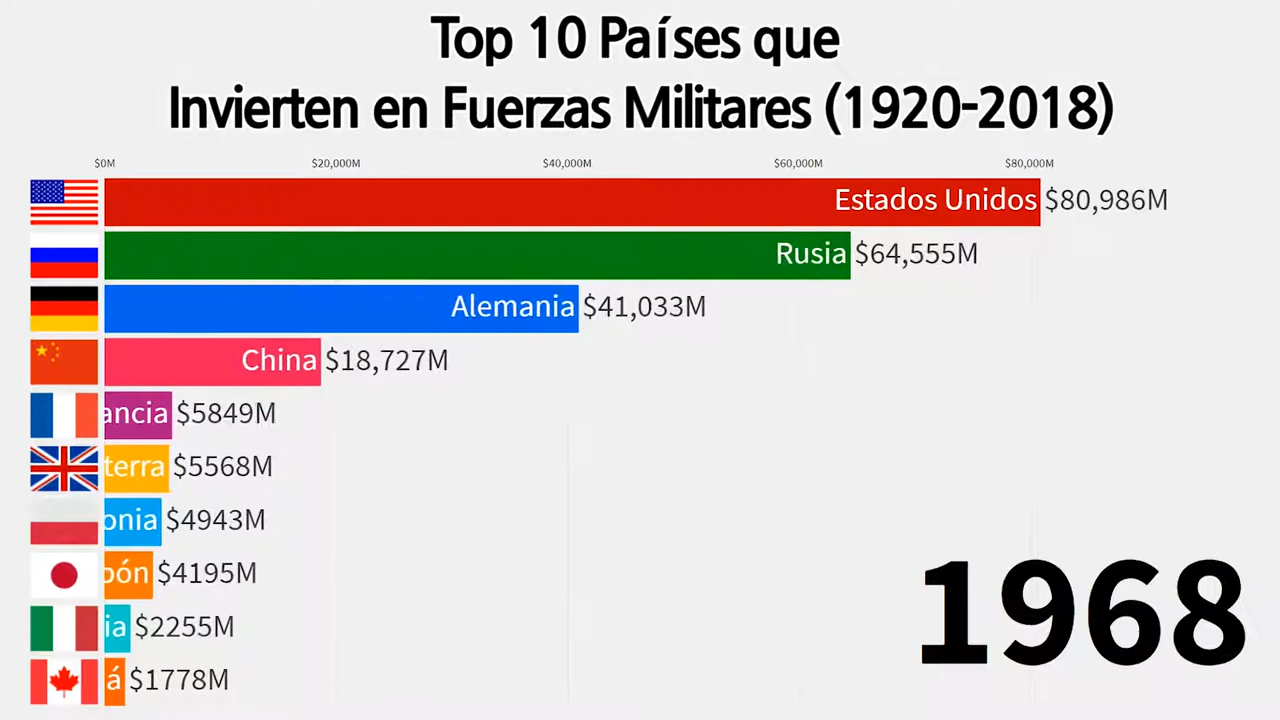 Top 10 Países que
Invierten en Fuerzas Militares (1920-2018)
$0M $20,000M $40,000M $60,000M $80,000M
Estados Unidos $80,986M
Rusia $64,555M
Alemania $41,033M
China $18,727M
ancia $5849M
terra $5568M
onia $4943M
pón $4195M
ia $2255M
á $1778M
1968